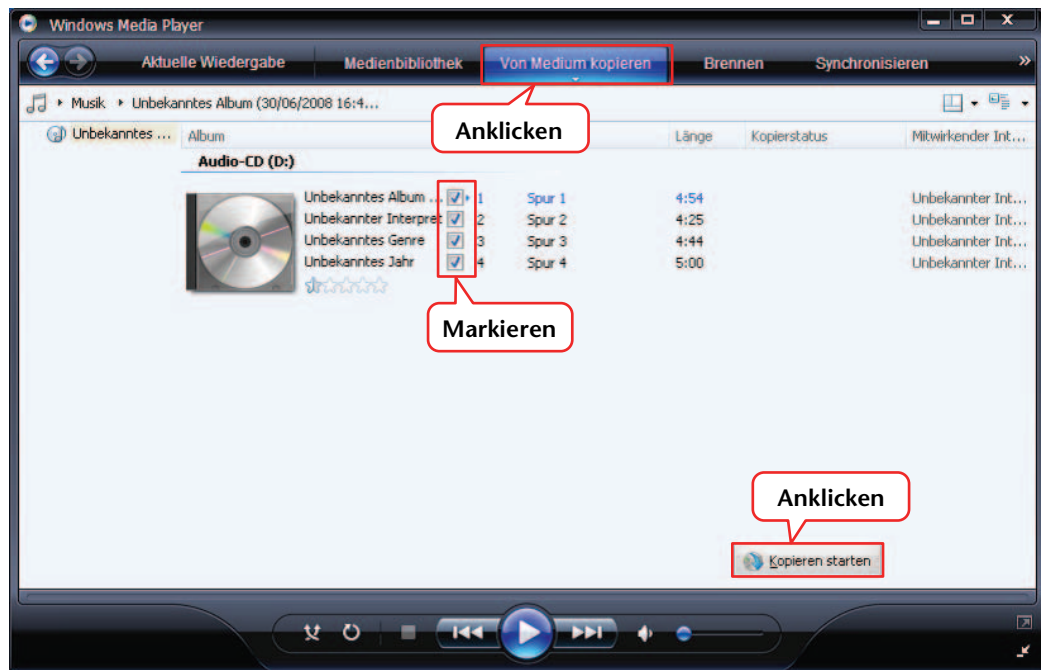 Windows Media Player
Aktuelle Wiedergabe Medienbibliothek Von Medium kopieren Brennen Synchronisieren »
Musik Unbekanntes Album (30/06/2008 16:4...
Anklicken
Unbekanntes ... Album Länge Kopierstatus Mitwirkender Int...
Audio-CD (D:)
Unbekanntes Album ... 1 Spur 1 4:54 Unbekannter Int...
Unbekannter Interpret 2 Spur 2 4:25 Unbekannter Int...
Unbekanntes Genre 3 Spur 3 4:44 Unbekannter Int...
Unbekanntes Jahr 4 Spur 4 5:00 Unbekannter Int...
Markieren
Anklicken
Kopieren starten